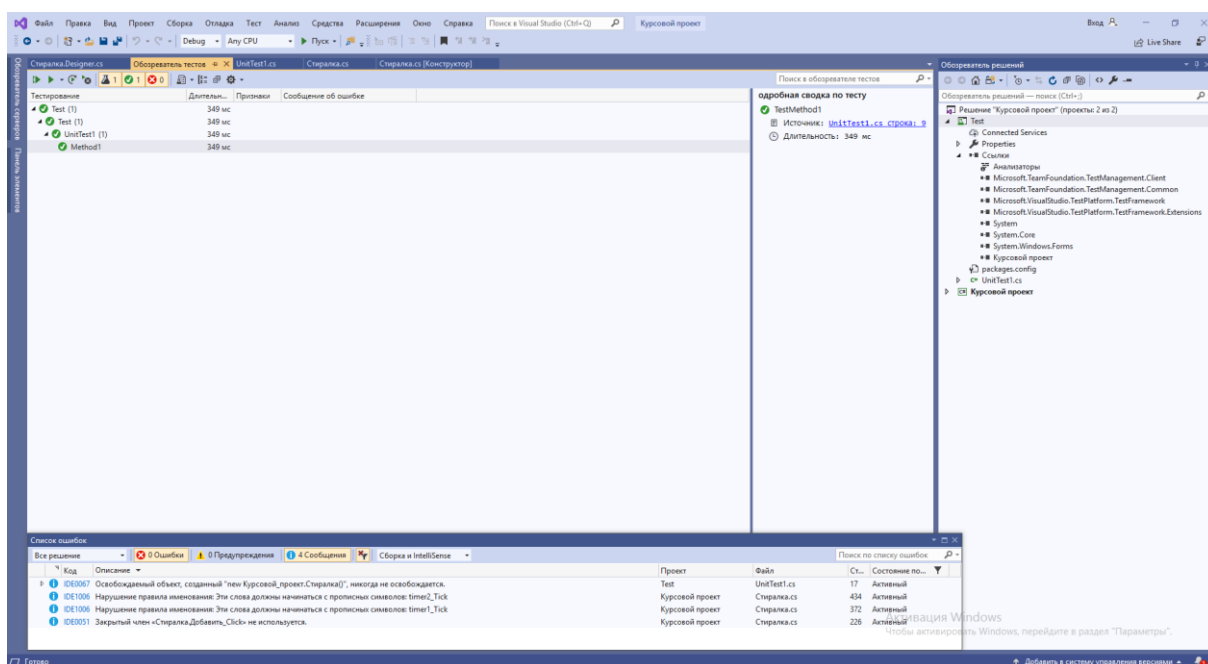 Файл Правка Вид Проект Сборка Отладка Тест Анализ Средства Расширения Окно Справка Поиск в Visual Studio (Ctrl+Q) Курсовой проект Вход
Debug Any CPU Пуск Live Share
Обозреватель серверов
Панель элементов
Стиралка.Designer.cs Обозреватель тестов UnitTest1.cs Стиралка.cs Стиралка.cs [Конструктор]
1 1 0 Поиск в обозревателе тестов
Тестирование Длительн... Признаки Сообщение об ошибке
Test (1) 349 мс
Test (1) 349 мс
UnitTest1 (1) 349 мс
Method1 349 мс
одробная сводка по тесту
TestMethod1
Источник: UnitTest1.cs строка: 9
Длительность: 349 мс
Обозреватель решений
Обозреватель решений — поиск (Ctrl+;)
Решение "Курсовой проект" (проекты: 2 из 2)
Test
Connected Services
Properties
Ссылки
Анализаторы
Microsoft.TeamFoundation.TestManagement.Client
Microsoft.TeamFoundation.TestManagement.Common
Microsoft.VisualStudio.TestPlatform.TestFramework
Microsoft.VisualStudio.TestPlatform.TestFramework.Extensions
System
System.Core
System.Windows.Forms
Курсовой проект
packages.config
UnitTest1.cs
Курсовой проект
Список ошибок
Все решение 0 Ошибки 0 Предупреждения 4 Сообщения Сборка и IntelliSense Поиск по списку ошибок
Код Описание Проект Файл Ст... Состояние по...
IDE0067 Освобождаемый объект, созданный "new Курсовой_проект.Стиралка()", никогда не освобождается. Test UnitTest1.cs 17 Активный
IDE1006 Нарушение правила именования: Эти слова должны начинаться с прописных символов: timer2_Tick Курсовой проект Стиралка.cs 434 Активный
IDE1006 Нарушение правила именования: Эти слова должны начинаться с прописных символов: timer1_Tick Курсовой проект Стиралка.cs 372 Активный
IDE0051 Закрытый член «Стиралка.Добавить_Click» не используется. Курсовой проект Стиралка.cs 226 Активный
Активация Windows
Чтобы активировать Windows, перейдите в раздел "Параметры".
Готово Добавить в систему управления версиями